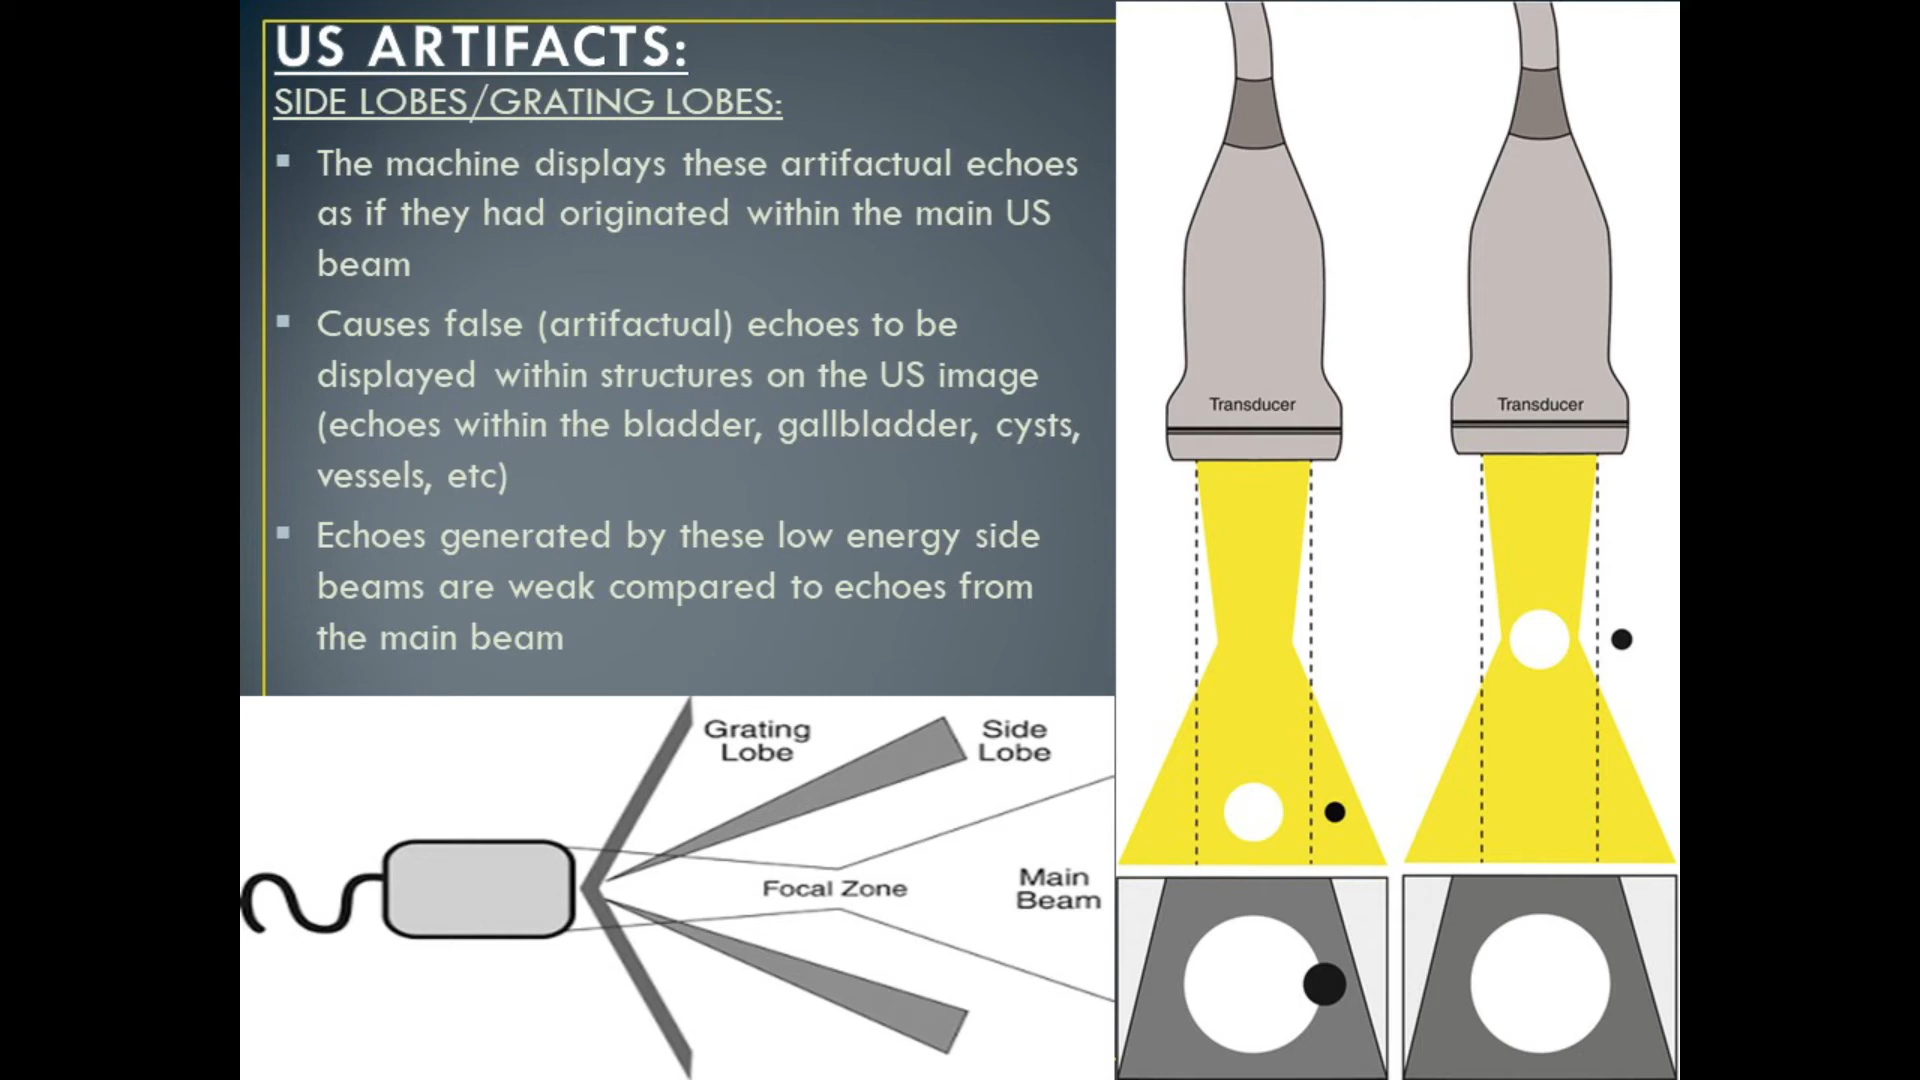 US ARTIFACTS:
SIDE LOBES/GRATING LOBES:
▪ The machine displays these artifactual echoes
as if they had originated within the main US
beam
▪ Causes false (artifactual) echoes to be
displayed within structures on the US image
(echoes within the bladder, gallbladder, cysts,
vessels, etc)
▪ Echoes generated by these low energy side
beams are weak compared to echoes from
the main beam
Grating
Lobe
Side
Lobe
Focal Zone
Main
Beam
Transducer
Transducer